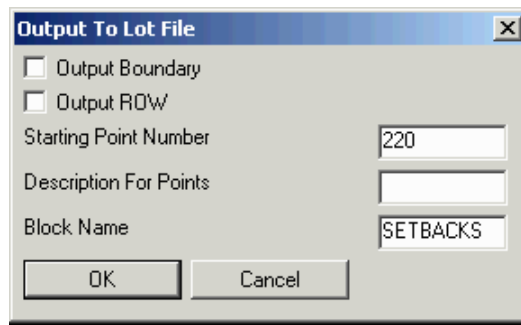 Output To Lot File
Output Boundary
Output ROW
Starting Point Number 220
Description For Points
Block Name SETBACKS
OK Cancel